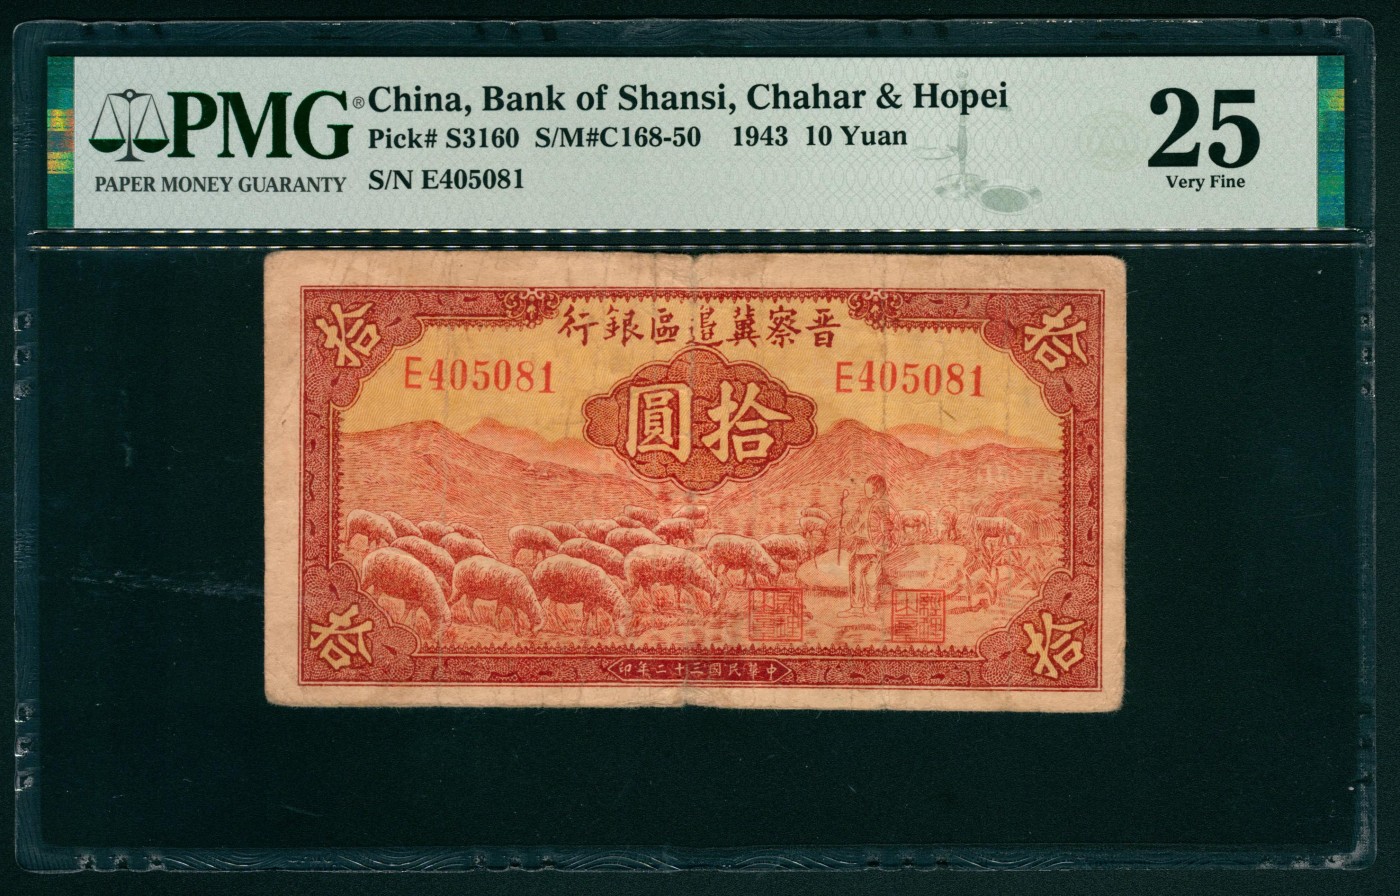 PMG®
PAPER MONEY GUARANTY
China, Bank of Shansi, Chahar & Hopei
Pick# S3160 S/M#C168-50 1943 10 Yuan
S/N E405081
25
Very Fine
行銀區邉冀察晋
拾
拾
E405081
E405081
圓拾
拾
拾
印年二十三國民華中